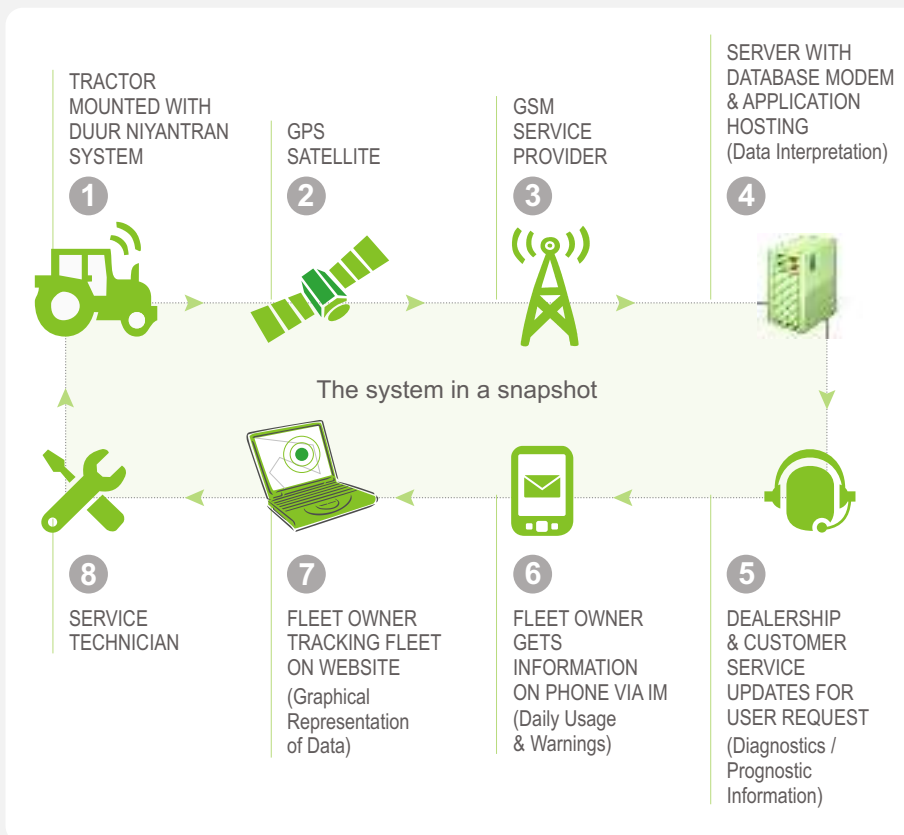 TRACTOR
MOUNTED WITH
DUUR NIYANTRAN
SYSTEM
1
GPS
SATELLITE
2
GSM
SERVICE
PROVIDER
3
SERVER WITH
DATABASE MODEM
& APPLICATION
HOSTING
(Data Interpretation)
4
The system in a snapshot
5
DEALERSHIP
& CUSTOMER
SERVICE
UPDATES FOR
USER REQUEST
(Diagnostics /
Prognostic
Information)
6
FLEET OWNER
GETS
INFORMATION
ON PHONE VIA IM
(Daily Usage
& Warnings)
7
FLEET OWNER
TRACKING FLEET
ON WEBSITE
(Graphical
Representation
of Data)
8
SERVICE
TECHNICIAN